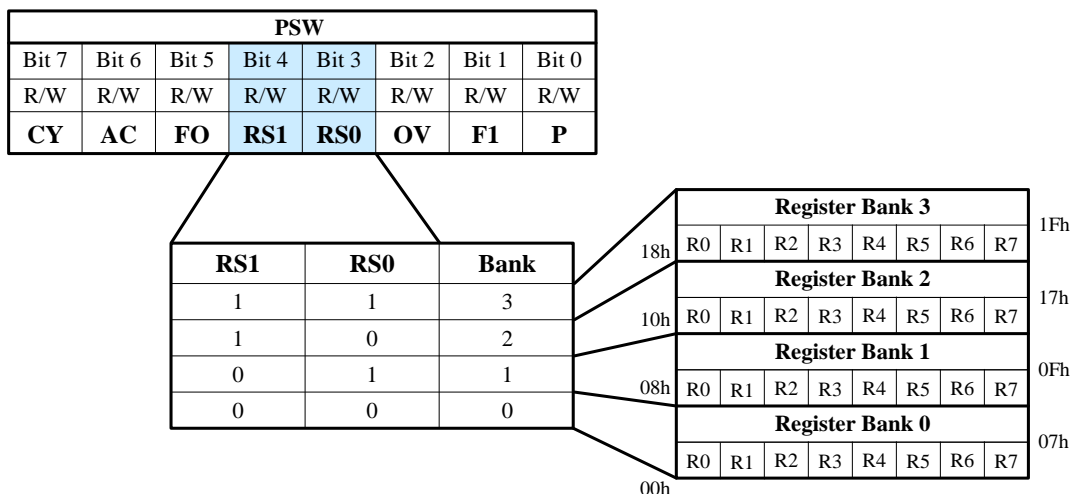 PSW
Bit 7 Bit 6 Bit 5 Bit 4 Bit 3 Bit 2 Bit 1 Bit 0
R/W R/W R/W R/W R/W R/W R/W R/W
CY AC FO RS1 RS0 OV F1 P
RS1 RS0 Bank
1 1 3
1 0 2
0 1 1
0 0 0
Register Bank 3
1Fh
18h R0 R1 R2 R3 R4 R5 R6 R7
Register Bank 2
17h
10h R0 R1 R2 R3 R4 R5 R6 R7
Register Bank 1
0Fh
08h R0 R1 R2 R3 R4 R5 R6 R7
Register Bank 0
07h
R0 R1 R2 R3 R4 R5 R6 R7
00h